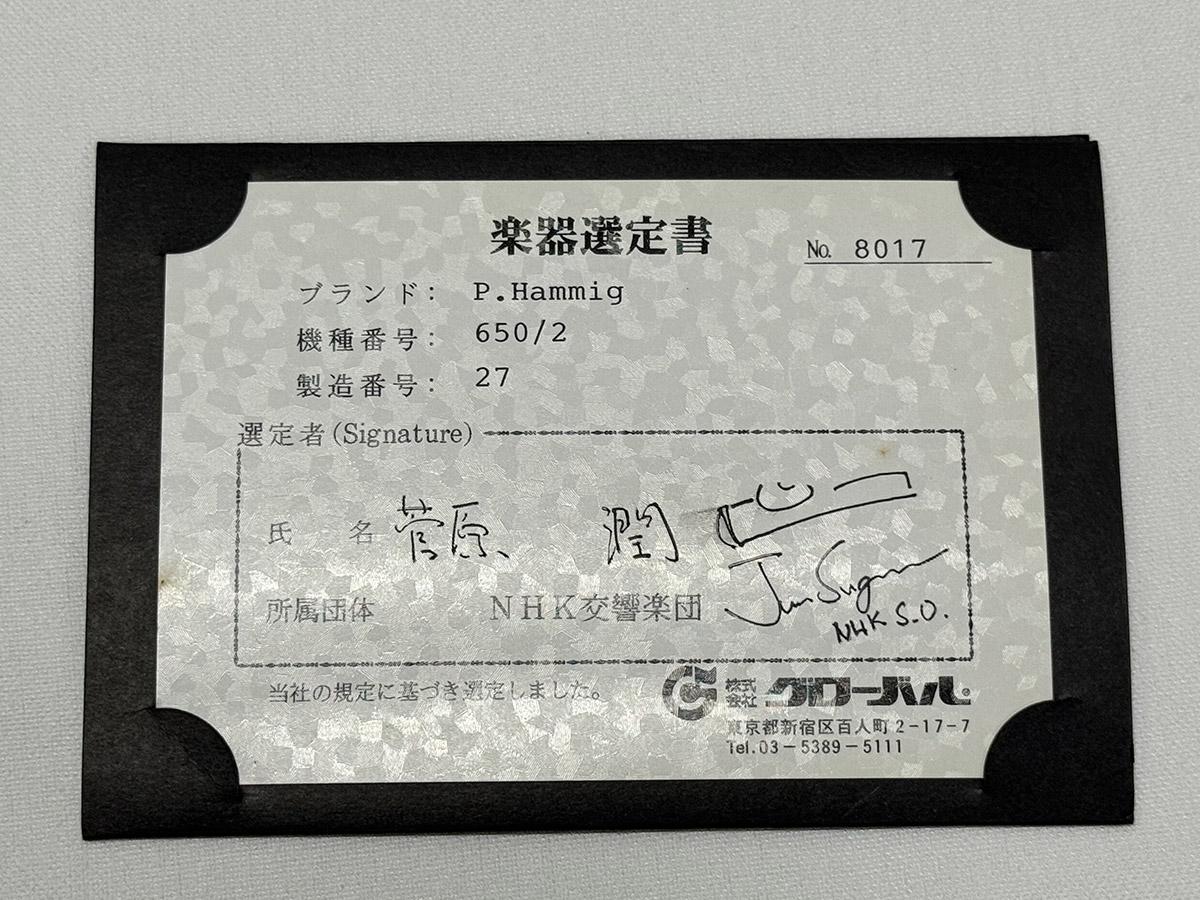 楽器選定書
No. 8017
ブランド: P.Hammig
機種番号: 650/2
製造番号: 27
選定者(Signature)
氏 名 菅原 潤
Jun Sugawara
所属団体 NHK交響楽団
NHK S.O.
当社の規定に基づき選定しました。
株式会社 グローバル
東京都新宿区百人町2-17-7
Tel.03-5389-5111